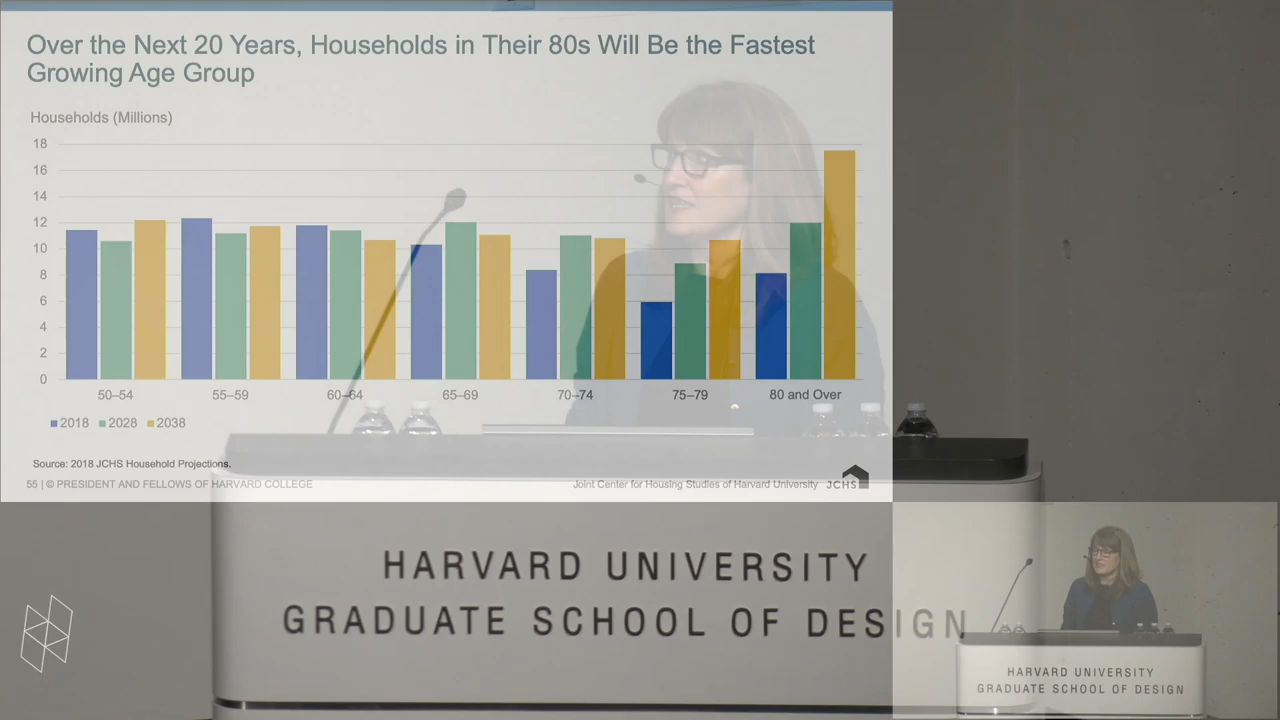 Over the Next 20 Years, Households in Their 80s Will Be the Fastest
Growing Age Group
Households (Millions)
18
16
14
12
10
8
6
4
2
0
50–54 55–59 60–64 65–69 70–74 75–79 80 and Over
2018 2028 2038
Source: 2018 JCHS Household Projections.
55 | © PRESIDENT AND FELLOWS OF HARVARD COLLEGE
Joint Center for Housing Studies of Harvard University JCHS
HARVARD UNIVERSITY
GRADUATE SCHOOL OF DESIGN
HARVARD UNIVERSITY
GRADUATE SCHOOL OF DESIGN